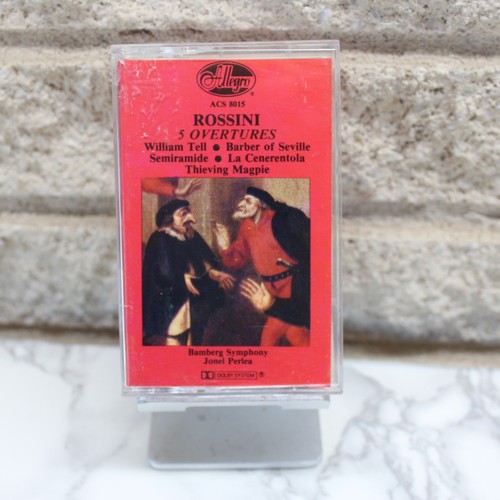 Allegro
®
ACS 8015
ROSSINI
5 OVERTURES
William Tell ● Barber of Seville
Semiramide ● La Cenerentola
Thieving Magpie
Bamberg Symphony
Jonel Perlea
DOLBY SYSTEM ®